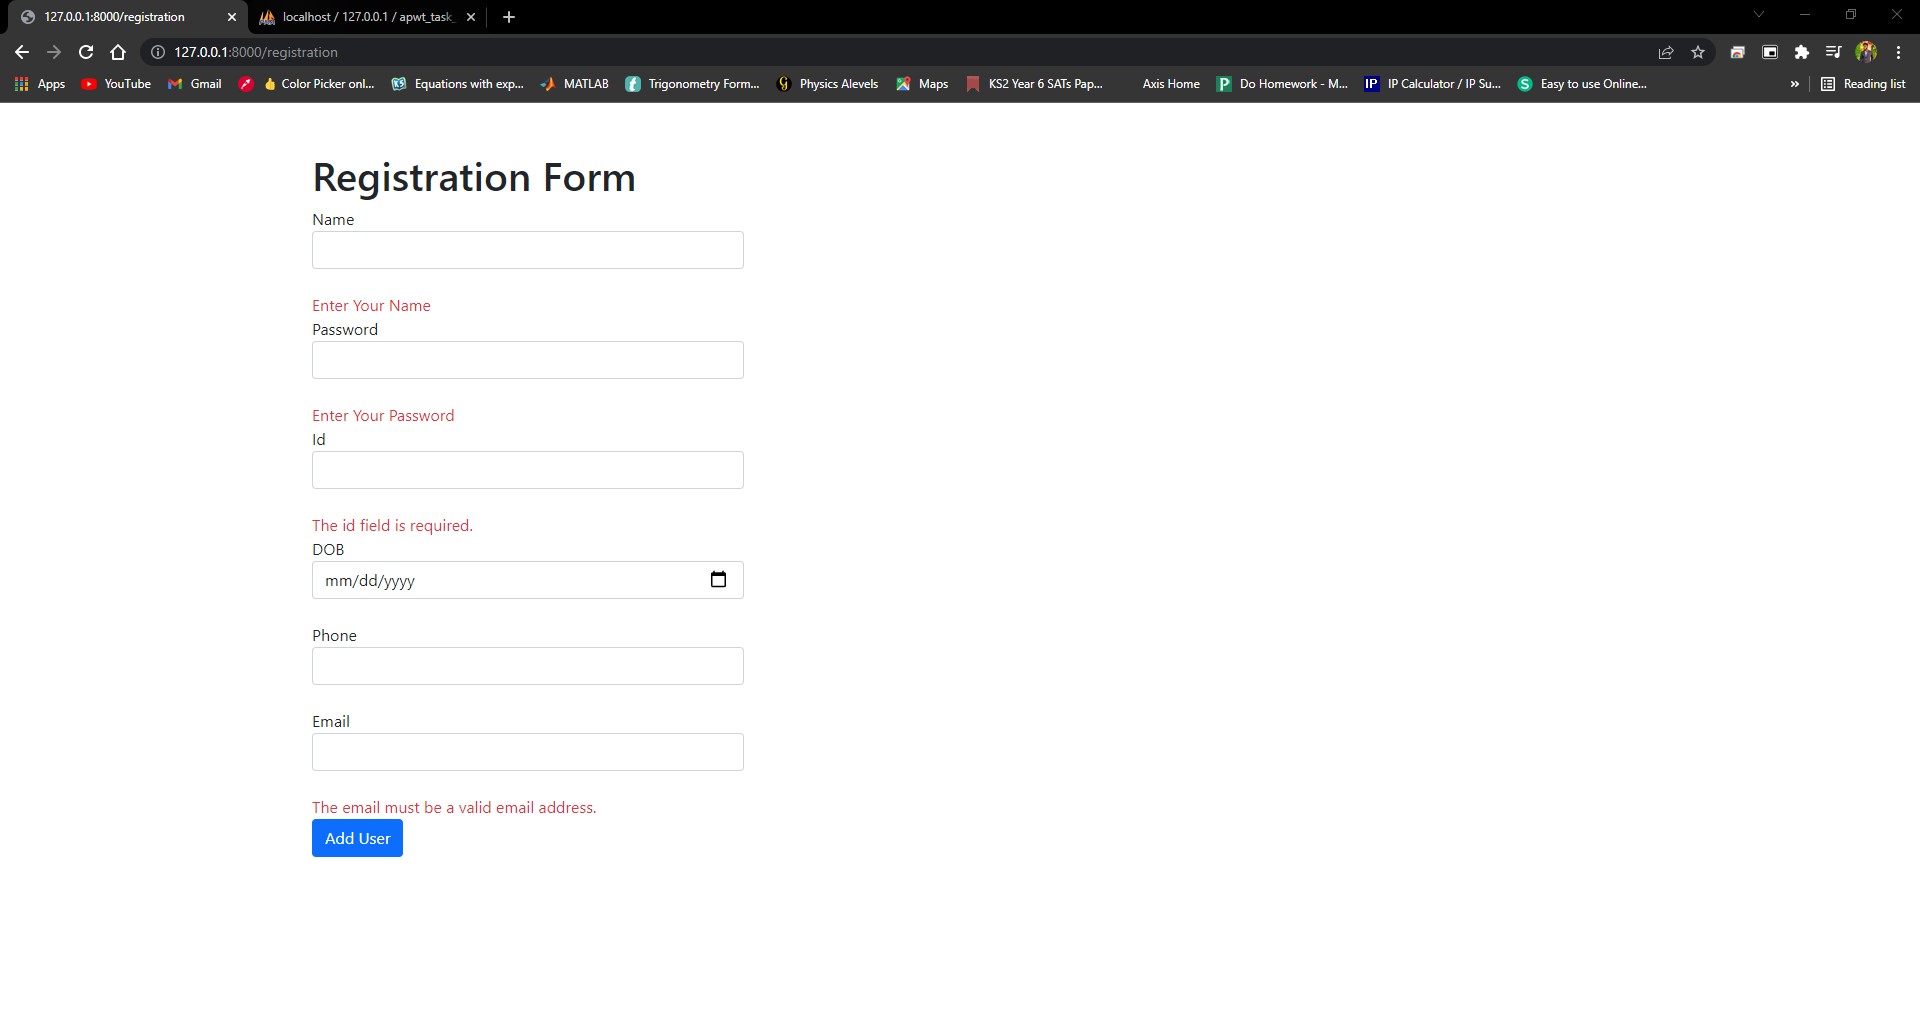 127.0.0.1:8000/registration
localhost / 127.0.0.1 / apwt_task_
127.0.0.1:8000/registration
Apps YouTube Gmail Color Picker onl... Equations with exp... MATLAB Trigonometry Form... Physics Alevels Maps KS2 Year 6 SATs Pap... Axis Home P Do Homework - M... IP IP Calculator / IP Su... S Easy to use Online... » Reading list
Registration Form
Name
Enter Your Name
Password
Enter Your Password
Id
The id field is required.
DOB
mm/dd/yyyy
Phone
Email
The email must be a valid email address.
Add User